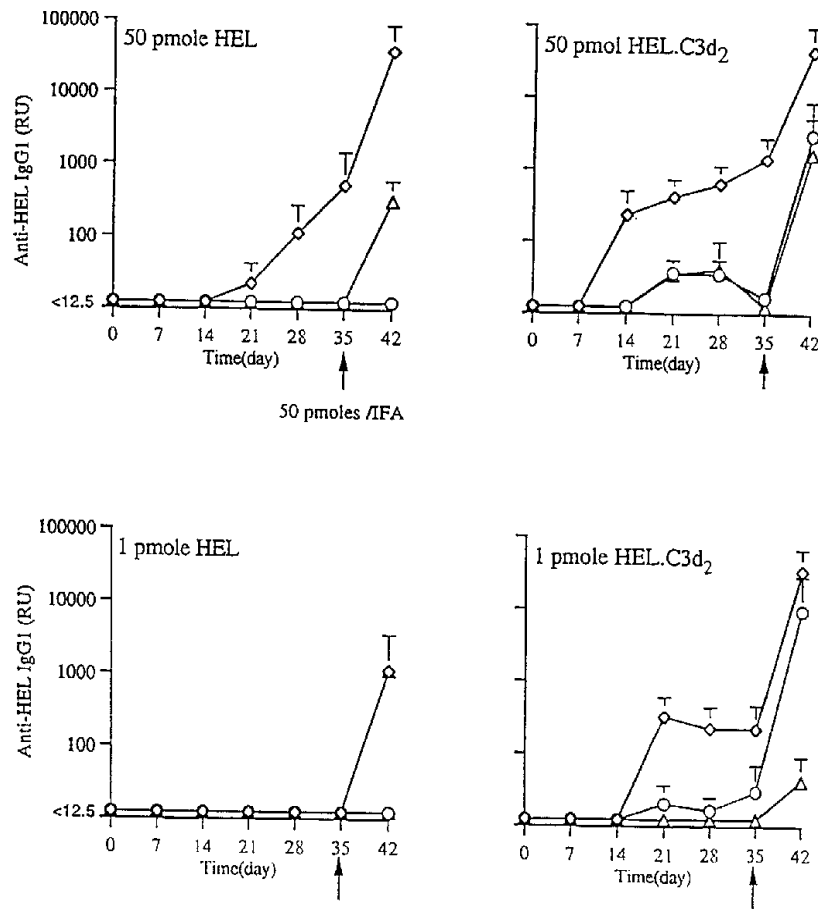 50 pmole HEL
Anti-HEL IgG1 (RU)
100000
10000
1000
100
<12.5
0 7 14 21 28 35 42
Time(day)
50 pmoles /IFA
50 pmol HEL.C3d2
0 7 14 21 28 35 42
Time(day)
1 pmole HEL
Anti-HEL IgG1 (RU)
100000
10000
1000
100
<12.5
0 7 14 21 28 35 42
Time(day)
1 pmole HEL.C3d2
0 7 14 21 28 35 42
Time(day)